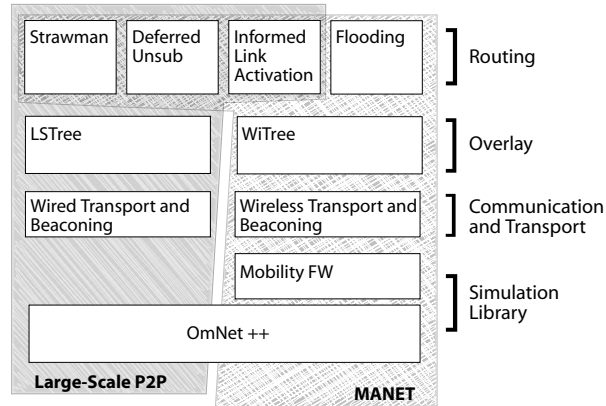 Strawman
Deferred
Unsub
Informed
Link
Activation
Flooding
Routing
LSTree
WiTree
Overlay
Wired Transport and
Beaconing
Wireless Transport and
Beaconing
Communication
and Transport
Mobility FW
Simulation
Library
OmNet ++
Large-Scale P2P
MANET